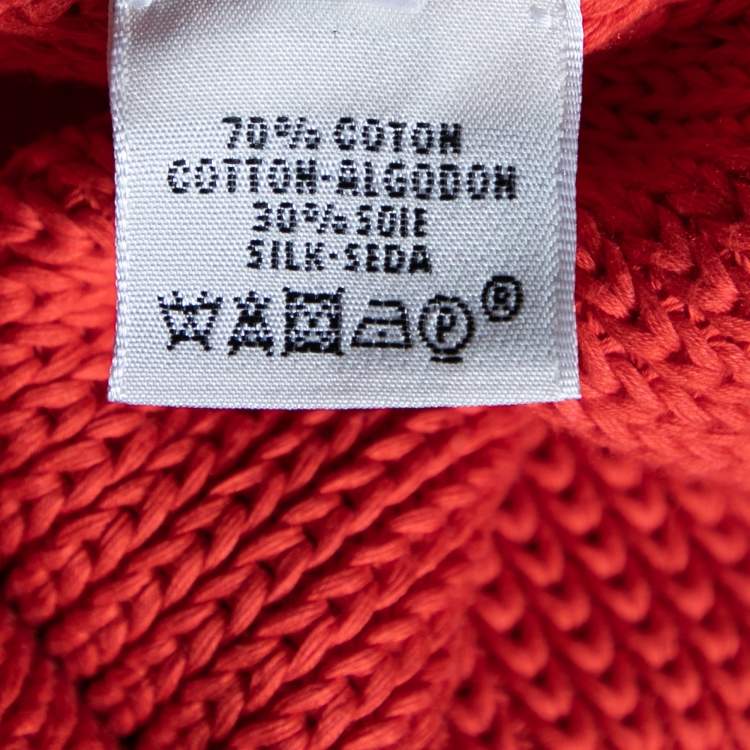 70% COTON
COTTON-ALGODON
30% SOIE
SILK-SEDA
P ®